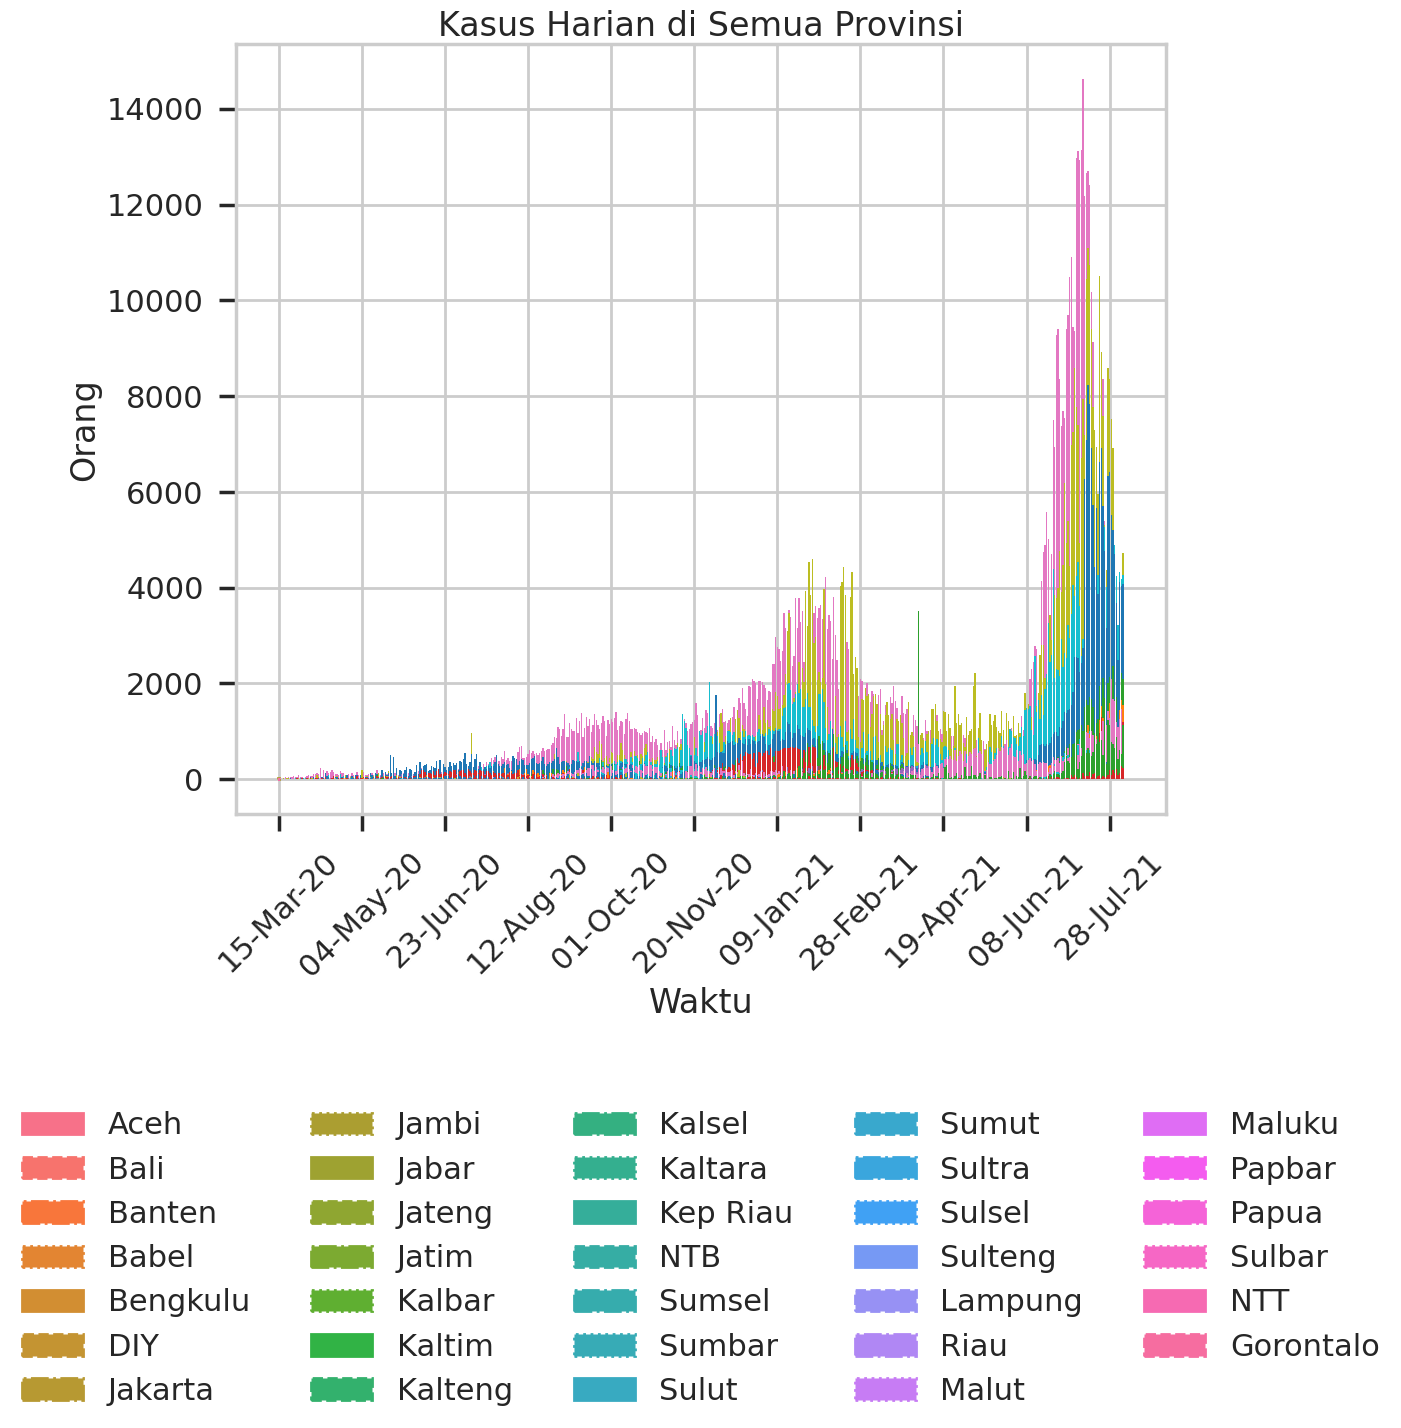 Kasus Harian di Semua Provinsi
14000
12000
10000
8000
6000
4000
2000
0
Orang
15-Mar-20
04-May-20
23-Jun-20
12-Aug-20
01-Oct-20
20-Nov-20
09-Jan-21
28-Feb-21
19-Apr-21
08-Jun-21
28-Jul-21
Waktu
Aceh
Bali
Banten
Babel
Bengkulu
DIY
Jakarta
Jambi
Jabar
Jateng
Jatim
Kalbar
Kaltim
Kalteng
Kalsel
Kaltara
Kep Riau
NTB
Sumsel
Sumbar
Sulut
Sumut
Sultra
Sulsel
Sulteng
Lampung
Riau
Malut
Maluku
Papbar
Papua
Sulbar
NTT
Gorontalo